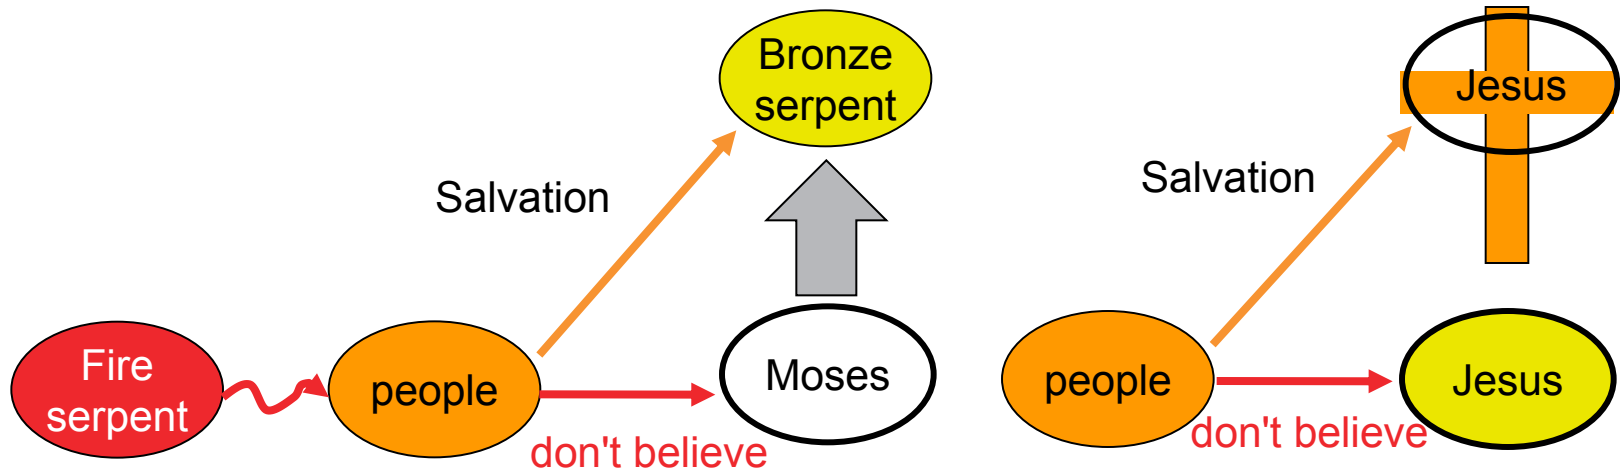 Bronze
serpent
Salvation
Fire
serpent
people
Moses
don't believe
Jesus
Salvation
people
Jesus
don't believe